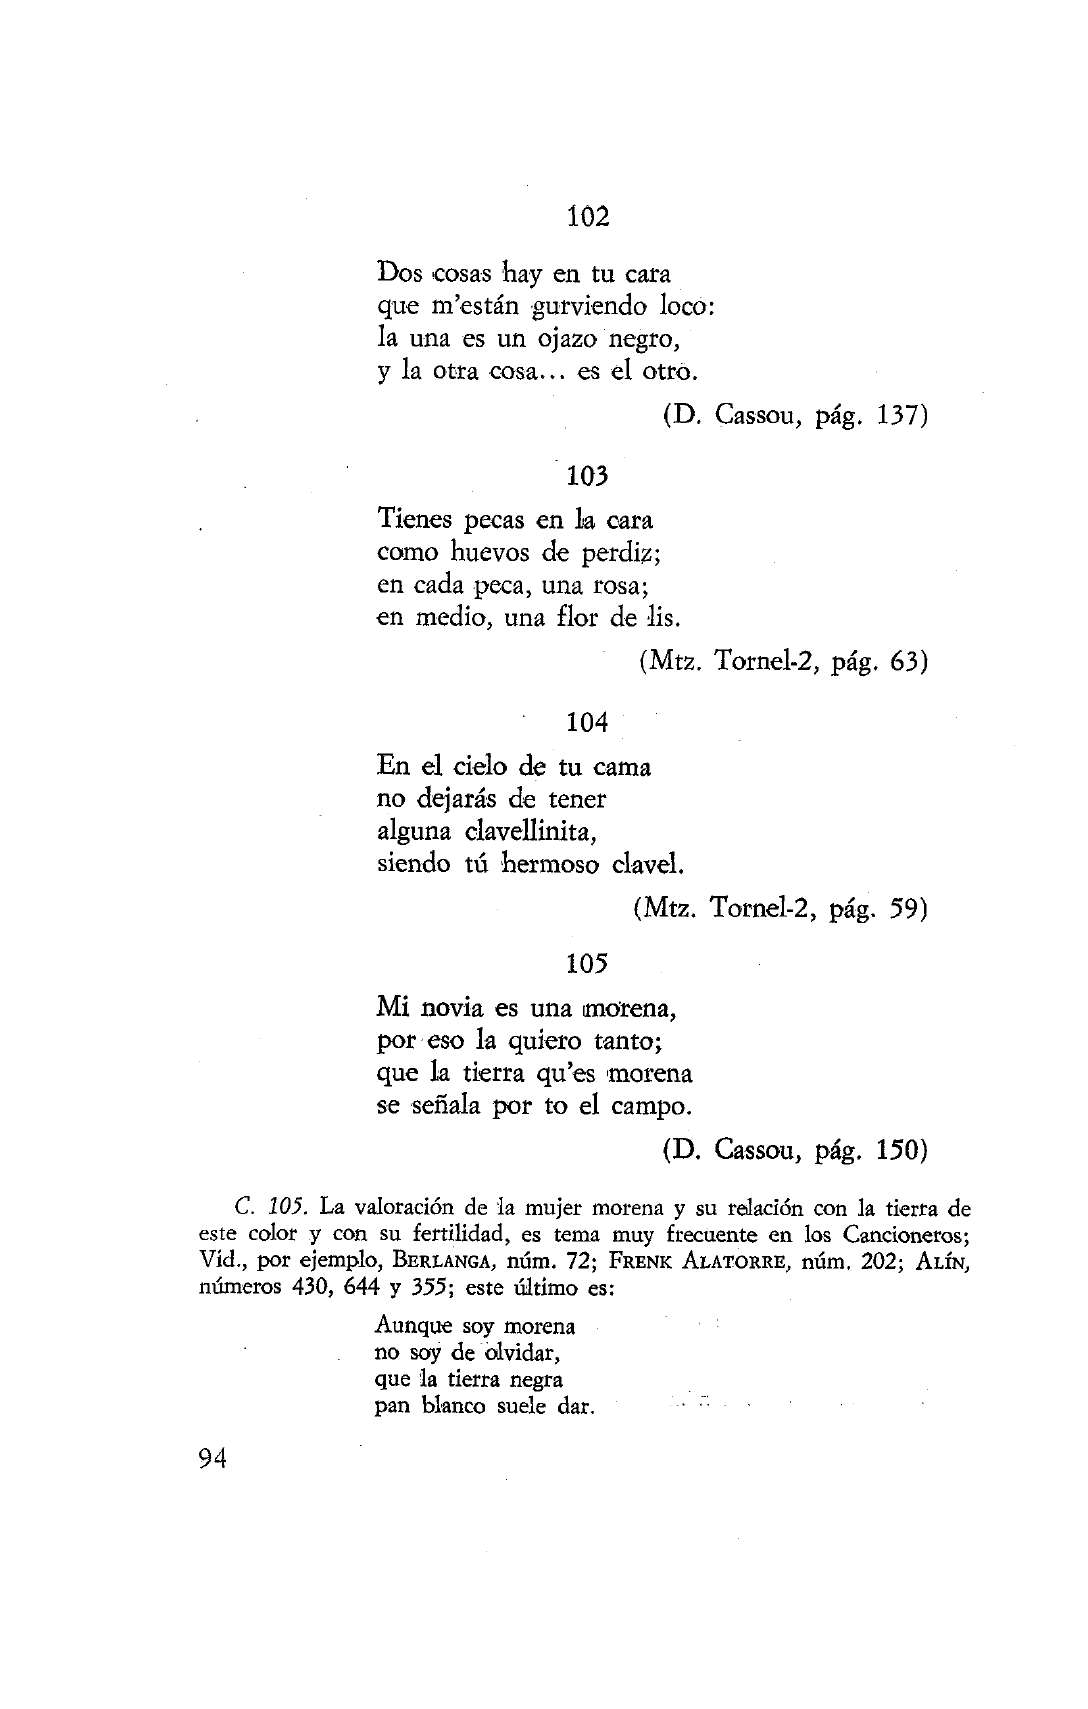 102
Dos cosas hay en tu cara
que m'están gurviendo loco:
la una es un ojazo negro,
y la otra cosa... es el otro.
(D. Cassou, pág. 137)
103
Tienes pecas en la cara
como huevos de perdiz;
en cada peca, una rosa;
en medio, una flor de lis.
(Mtz. Tornel-2, pág. 63)
104
En el cielo de tu cama
no dejarás de tener
alguna clavellinita,
siendo tú hermoso clavel.
(Mtz. Tornel-2, pág. 59)
105
Mi novia es una morena,
por eso la quiero tanto;
que la tierra qu'es morena
se señala por to el campo.
(D. Cassou, pág. 150)
C. 105. La valoración de la mujer morena y su relación con la tierra de
este color y con su fertilidad, es tema muy frecuente en los Cancioneros;
Vid., por ejemplo, BERLANGA, núm. 72; FRENK ALATORRE, núm. 202; ALÍN,
números 430, 644 y 355; este último es:
Aunque soy morena
no soy de olvidar,
que la tierra negra
pan blanco suele dar.
94